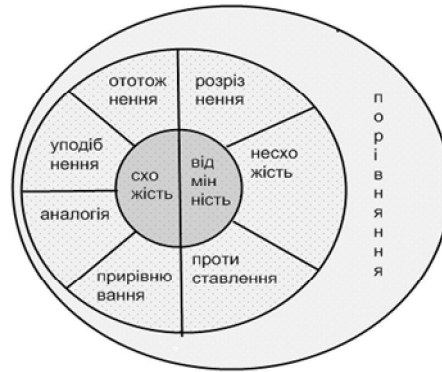 ототож
нення
розріз
нення
уподіб
нення
схо
жість
від
мін
ність
несхо
жість
аналогія
прирівню
вання
проти
ставлення
п
о
р
і
в
н
я
н
н
я